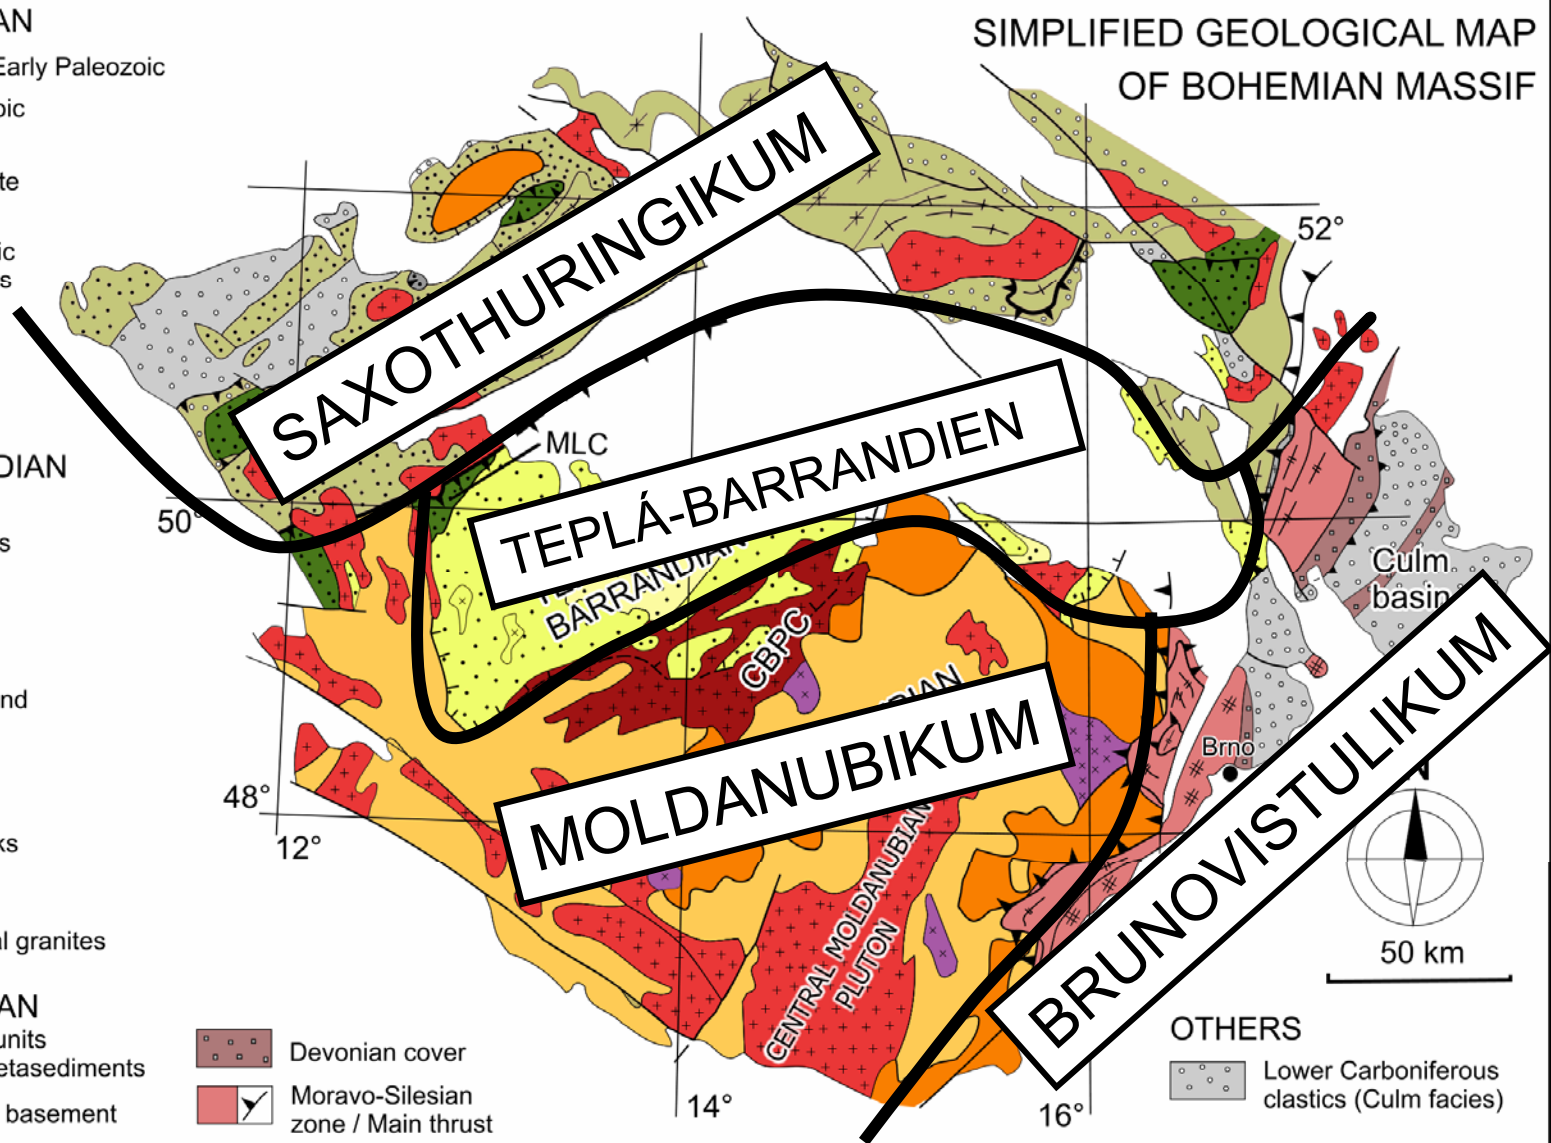 AN
SIMPLIFIED GEOLOGICAL MAP
OF BOHEMIAN MASSIF
Early Paleozoic
oic
te
ic
s
SAXOTHURINGIKUM
52°
MLC
DIAN
50°
TEPLÁ-BARRANDIEN
BARRANDIAN
s
Culm
basin
CBPC
nd
MOLDANUBIKUM
BRUNOVISTULIKUM
Brno
N
48°
12°
ks
CENTRAL MOLDANUBIAN
PLUTON
al granites
50 km
AN
units
etasediments
basement
Devonian cover
Moravo-Silesian
zone / Main thrust
14°
16°
OTHERS
Lower Carboniferous
clastics (Culm facies)